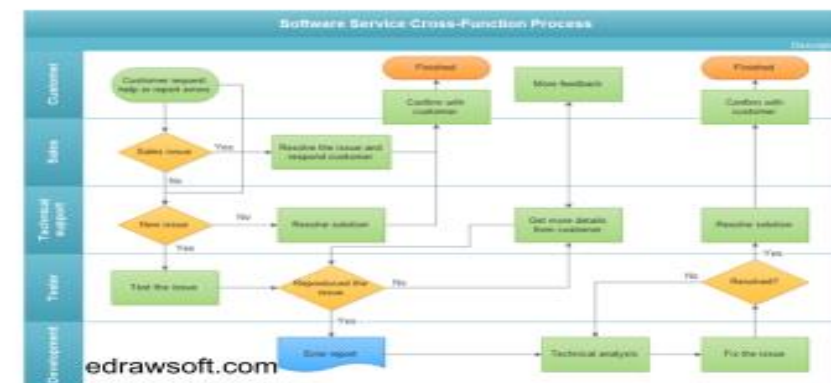 Software Service Cross-Function Process
Customer
Customer request
help or report errors
Finished
Confirm with
customer
More feedback
Finished
Confirm with
customer
Sales
Sales issue
Yes
Resolve the issue and
respond customer
No
Technical
support
New issue
No
Resolve solution
Get more details
from customer
Resolve solution
Yes
Yes
Tester
Test the issue
Reproduced the
issue
No
No
Resolved?
Yes
Development
Error report
Technical analysis
Fix the issue
edrawsoft.com